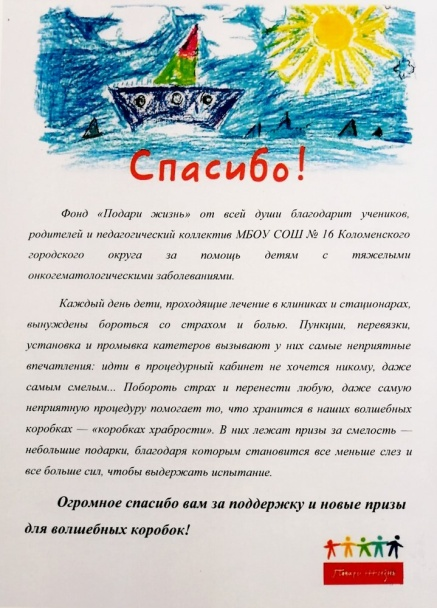 Спасибо!
Фонд «Подари жизнь» от всей души благодарит учеников,
родителей и педагогический коллектив МБОУ СОШ № 16 Коломенского
городского округа за помощь детям с тяжелыми
онкогематологическими заболеваниями.
Каждый день дети, проходящие лечение в клиниках и стационарах,
вынуждены бороться со страхом и болью. Пункции, перевязки,
установка и промывка катетеров вызывают у них самые неприятные
впечатления: идти в процедурный кабинет не хочется никому, даже
самым смелым... Побороть страх и перенести любую, даже самую
неприятную процедуру помогает то, что хранится в наших волшебных
коробках — «коробках храбрости». В них лежат призы за смелость —
небольшие подарки, благодаря которым становится все меньше слез и
все больше сил, чтобы выдержать испытание.
Огромное спасибо вам за поддержку и новые призы
для волшебных коробок!
Подари жизнь